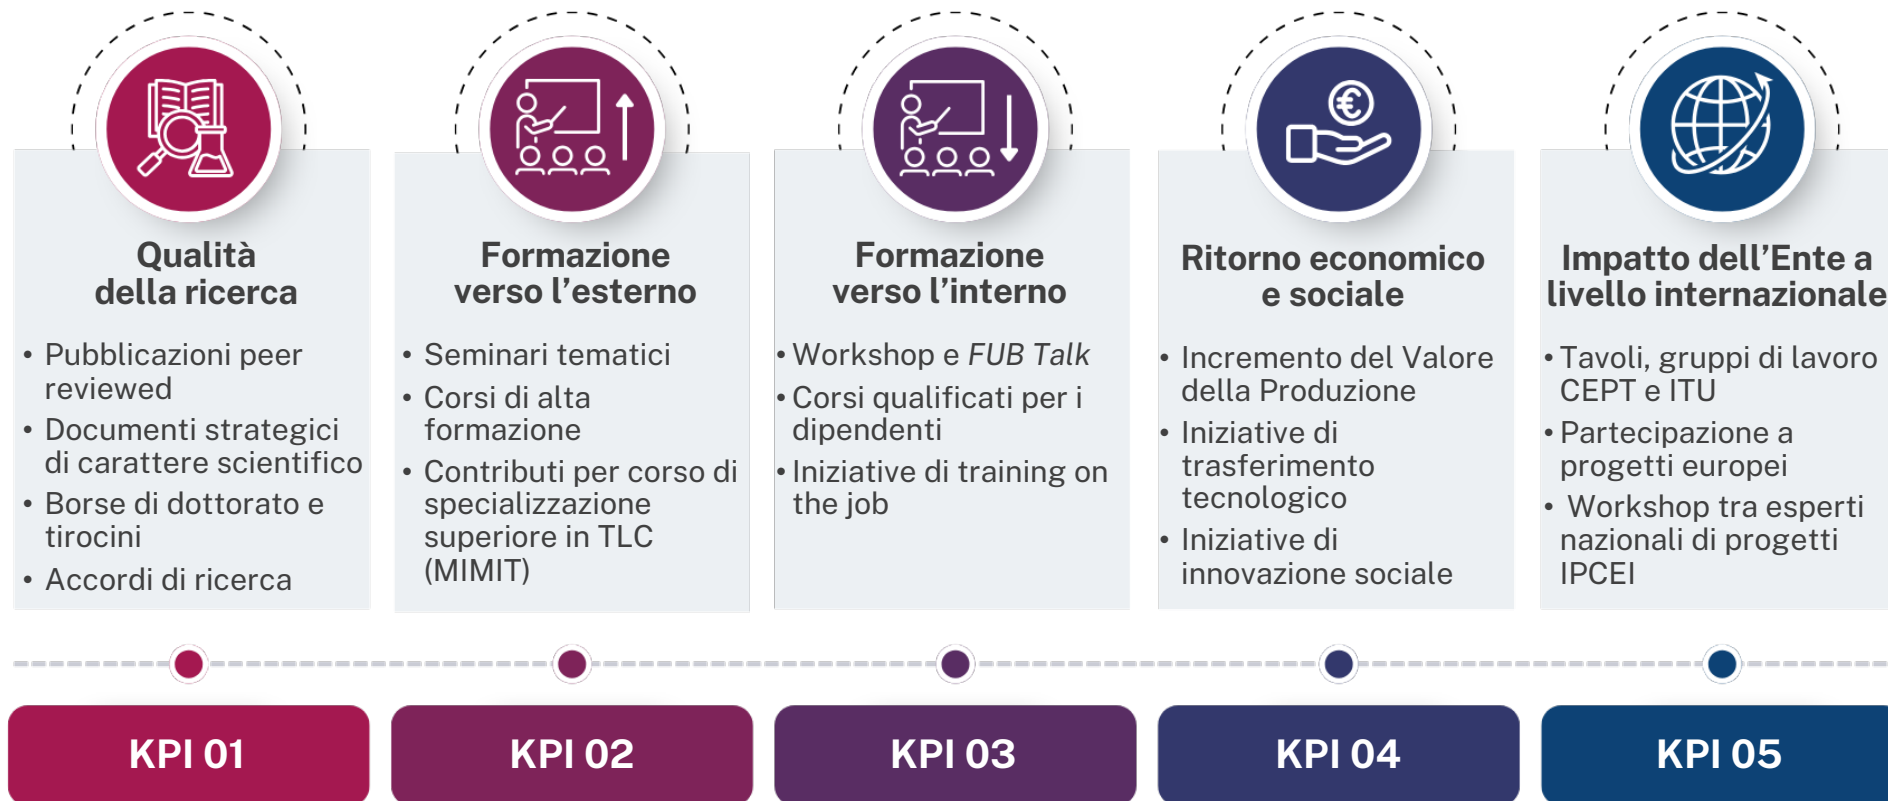 Qualità
della ricerca
• Pubblicazioni peer
reviewed
• Documenti strategici
di carattere scientifico
• Borse di dottorato e
tirocini
• Accordi di ricerca
Formazione
verso l’esterno
• Seminari tematici
• Corsi di alta
formazione
• Contributi per corso di
specializzazione
superiore in TLC
(MIMIT)
Formazione
verso l’interno
• Workshop e FUB Talk
• Corsi qualificati per i
dipendenti
• Iniziative di training on
the job
€
Ritorno economico
e sociale
• Incremento del Valore
della Produzione
• Iniziative di
trasferimento
tecnologico
• Iniziative di
innovazione sociale
Impatto dell’Ente a
livello internazionale
• Tavoli, gruppi di lavoro
CEPT e ITU
• Partecipazione a
progetti europei
• Workshop tra esperti
nazionali di progetti
IPCEI
KPI 01
KPI 02
KPI 03
KPI 04
KPI 05